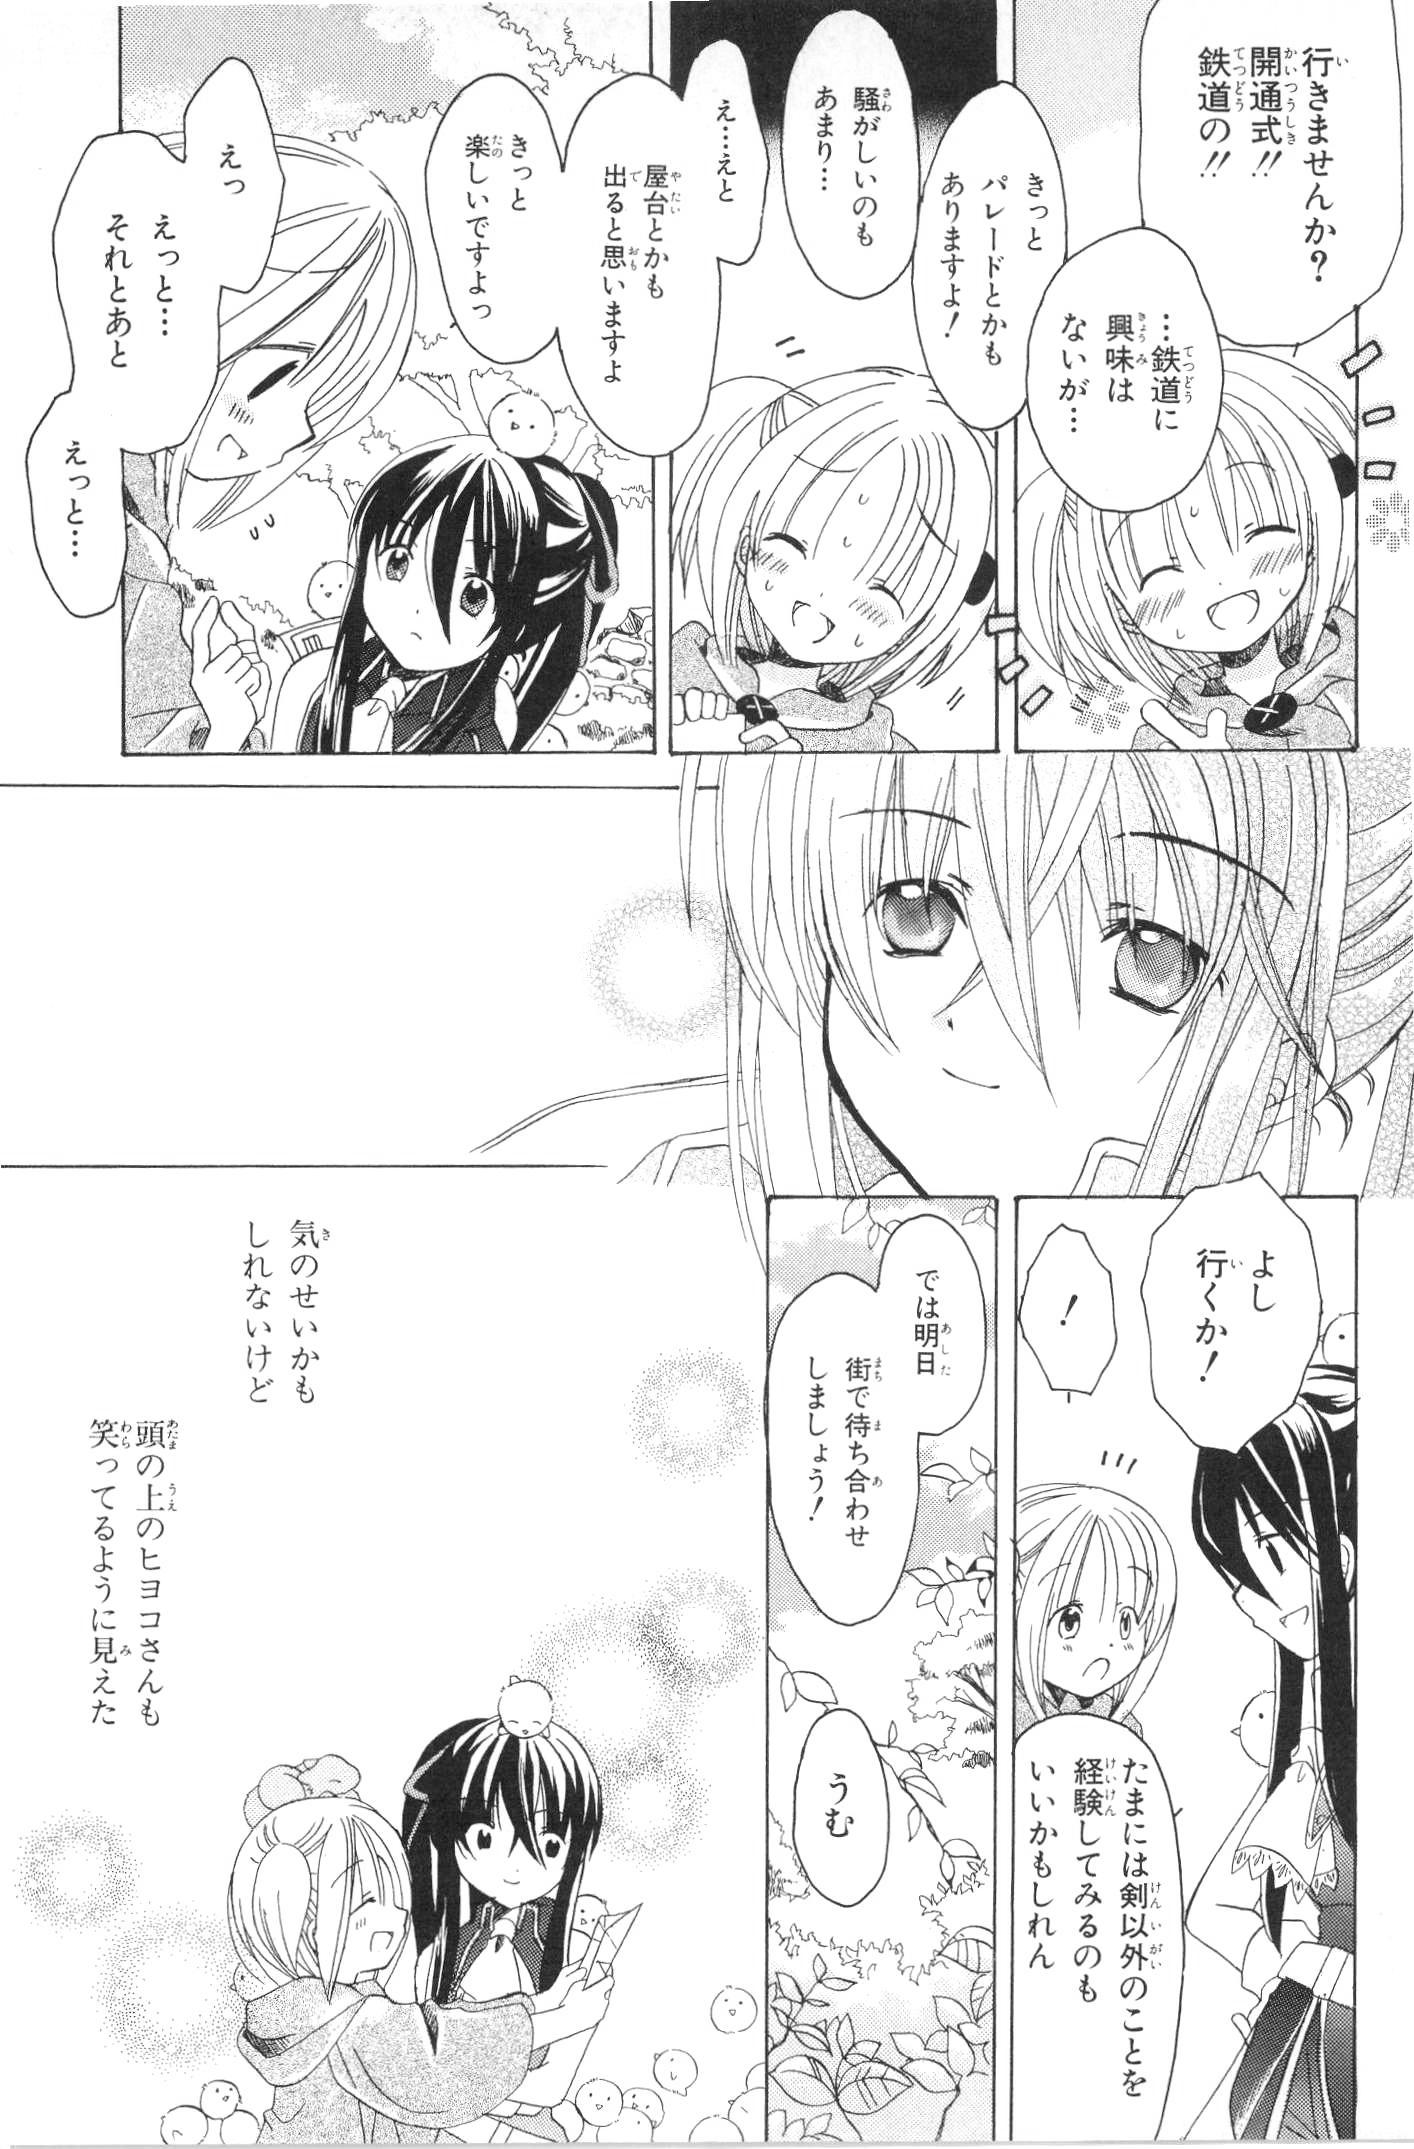 行きませんか？
開通式！！
鉄道の！！
…鉄道に
興味は
ないが…
きっと
パレードとかも
ありますよ！
騒がしいのも
あまり…
え…えと
屋台とかも
出ると思いますよ
きっと
楽しいですよっ
えっ
えっと…
それとあと
えっと…
よし
行くか！
！
たまには剣以外のことを
経験してみるのも
いいかもしれん
では明日
街で待ち合わせ
しましょう！
うむ
気のせいかも
しれないけど
頭の上のヒヨコさんも
笑ってるように見えた